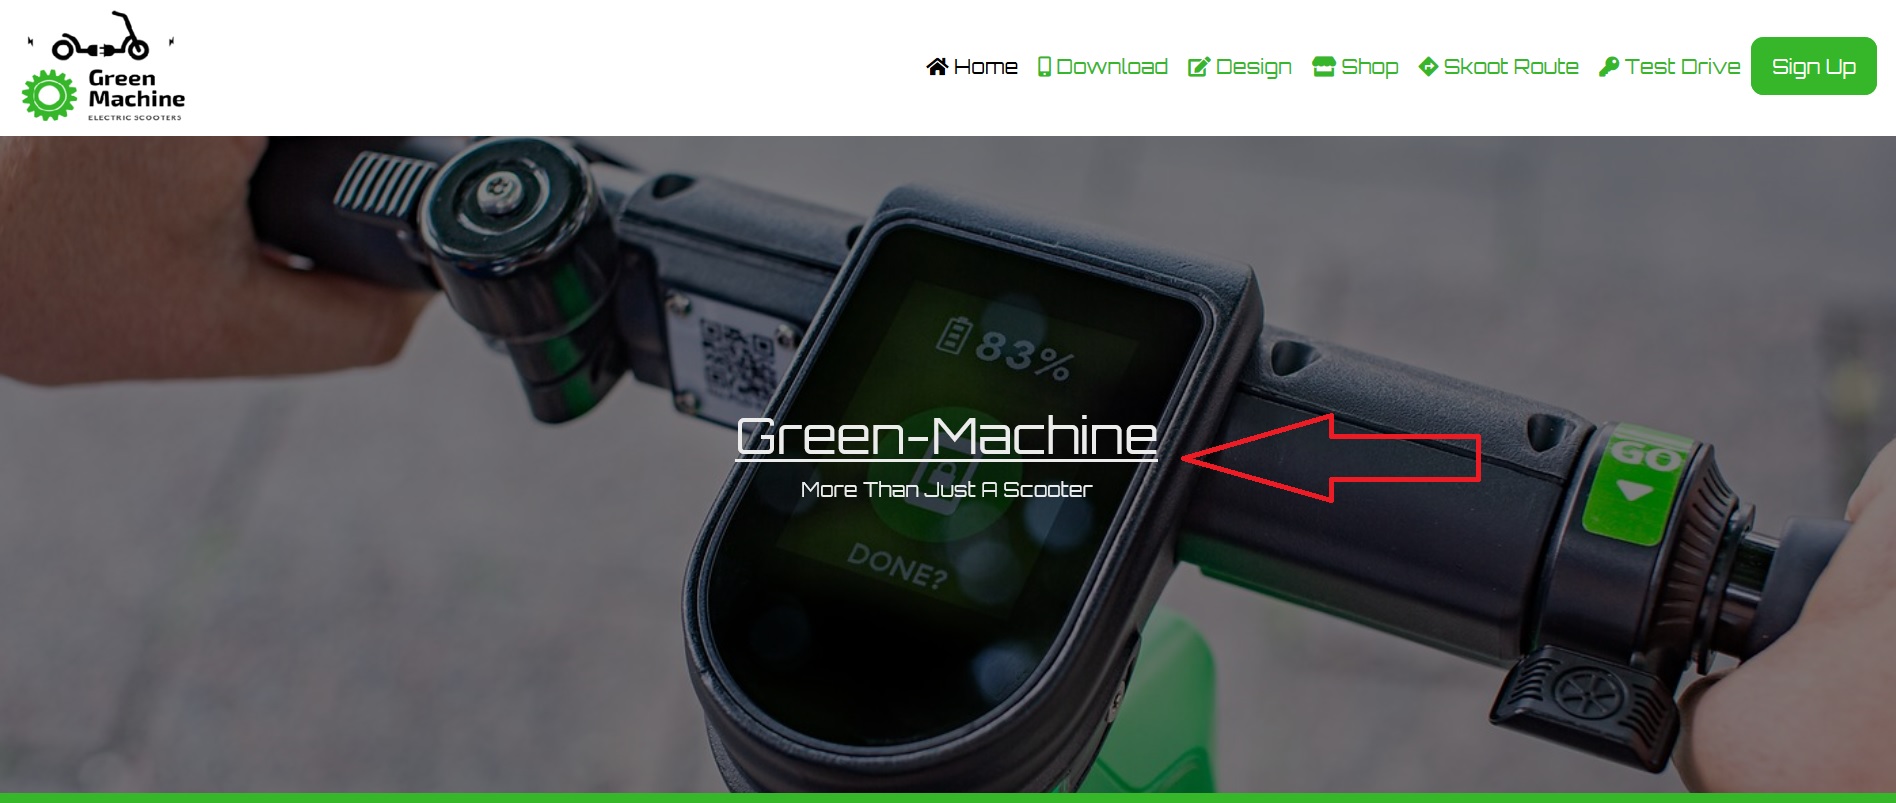 Green
Machine
ELECTRIC SCOOTERS
Home Download Design Shop Skoot Route Test Drive Sign Up
83%
GO
Green-Machine
More Than Just A Scooter
DONE?